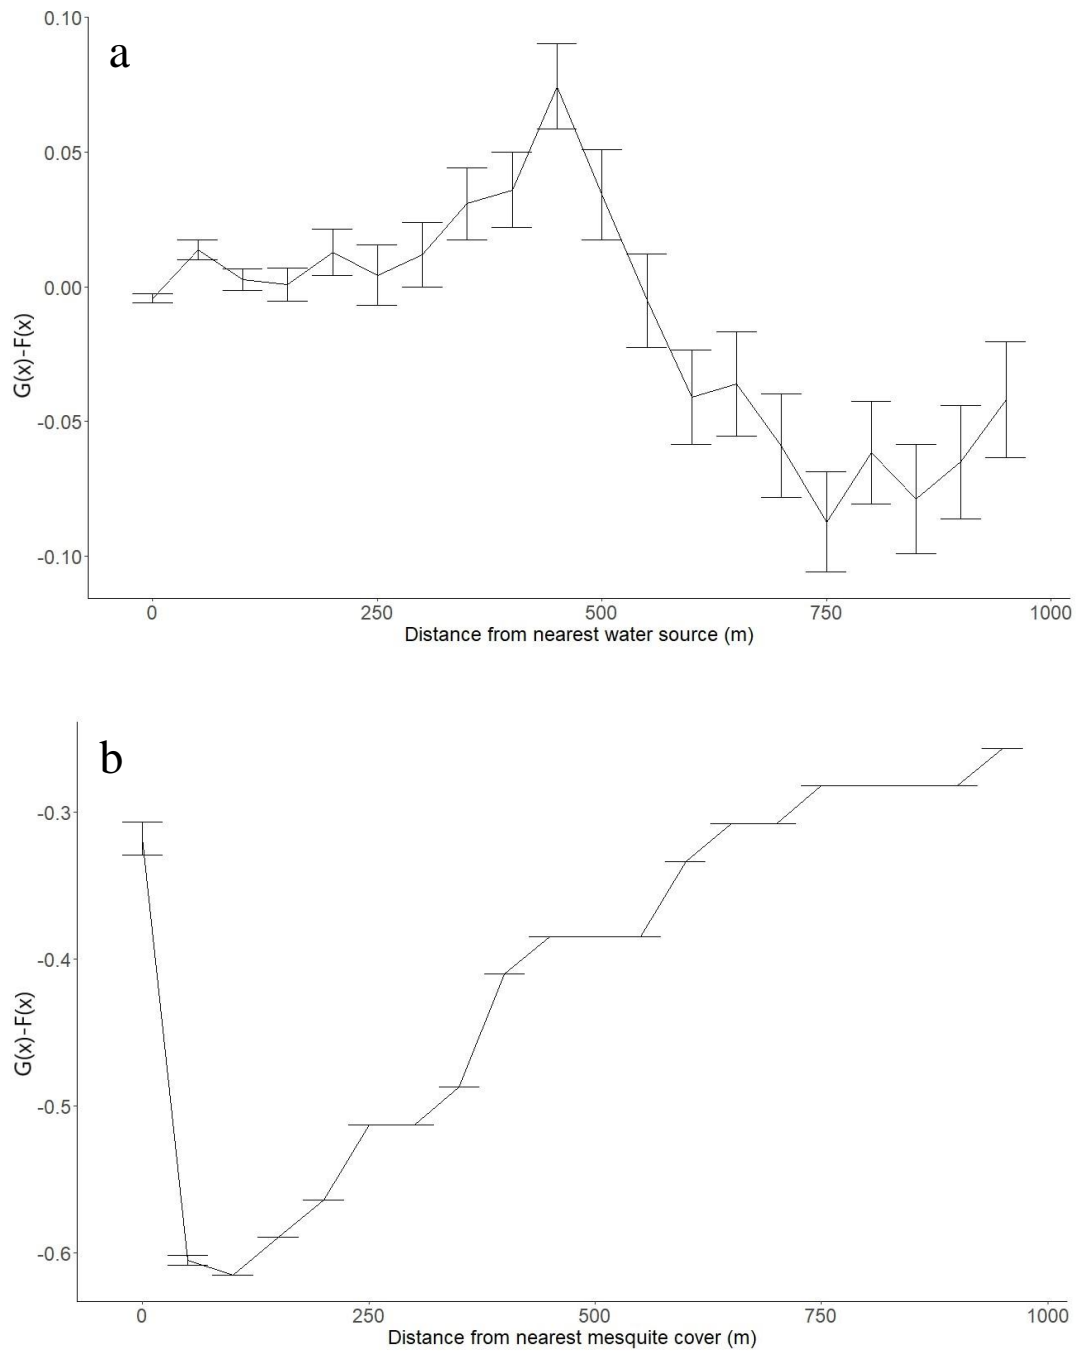 a
0.10
0.05
0.00
-0.05
-0.10
G(x)-F(x)
0 250 500 750 1000
Distance from nearest water source (m)
b
-0.3
-0.4
-0.5
-0.6
G(x)-F(x)
0 250 500 750 1000
Distance from nearest mesquite cover (m)